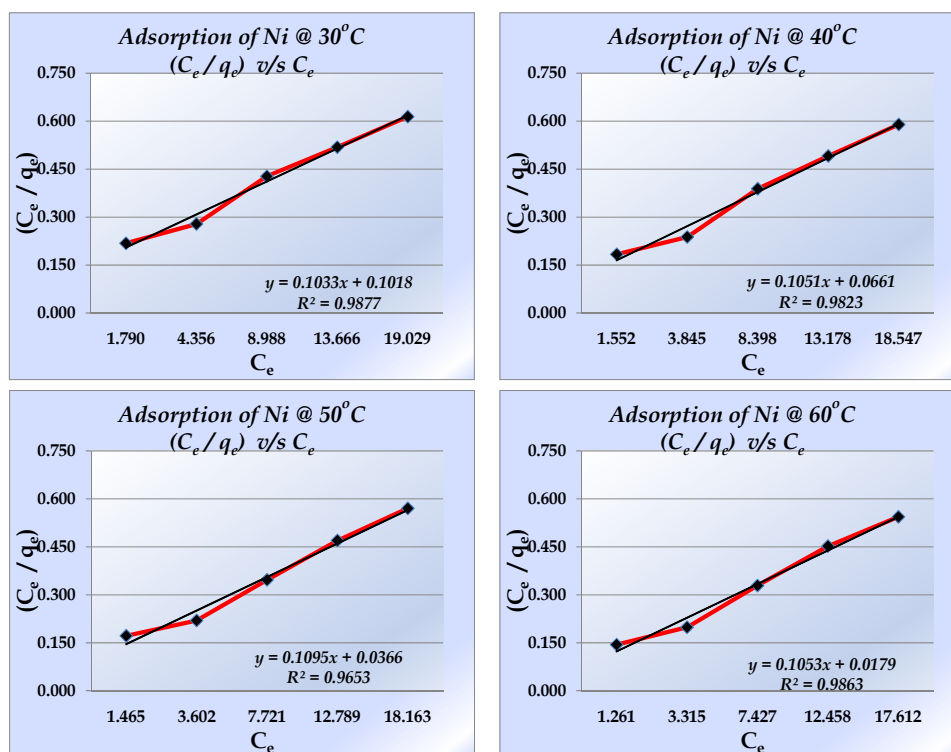 Adsorption of Ni @ 30°C
(Cₑ / qₑ) v/s Cₑ
0.750
0.600
0.450
0.300
0.150
0.000
(Cₑ / qₑ)
y = 0.1033x + 0.1018
R² = 0.9877
1.790 4.356 8.988 13.666 19.029
Cₑ
Adsorption of Ni @ 40°C
(Cₑ / qₑ) v/s Cₑ
0.750
0.600
0.450
0.300
0.150
0.000
(Cₑ / qₑ)
y = 0.1051x + 0.0661
R² = 0.9823
1.552 3.845 8.398 13.178 18.547
Cₑ
Adsorption of Ni @ 50°C
(Cₑ / qₑ) v/s Cₑ
0.750
0.600
0.450
0.300
0.150
0.000
(Cₑ / qₑ)
y = 0.1095x + 0.0366
R² = 0.9653
1.465 3.602 7.721 12.789 18.163
Cₑ
Adsorption of Ni @ 60°C
(Cₑ / qₑ) v/s Cₑ
0.750
0.600
0.450
0.300
0.150
0.000
(Cₑ / qₑ)
y = 0.1053x + 0.0179
R² = 0.9863
1.261 3.315 7.427 12.458 17.612
Cₑ